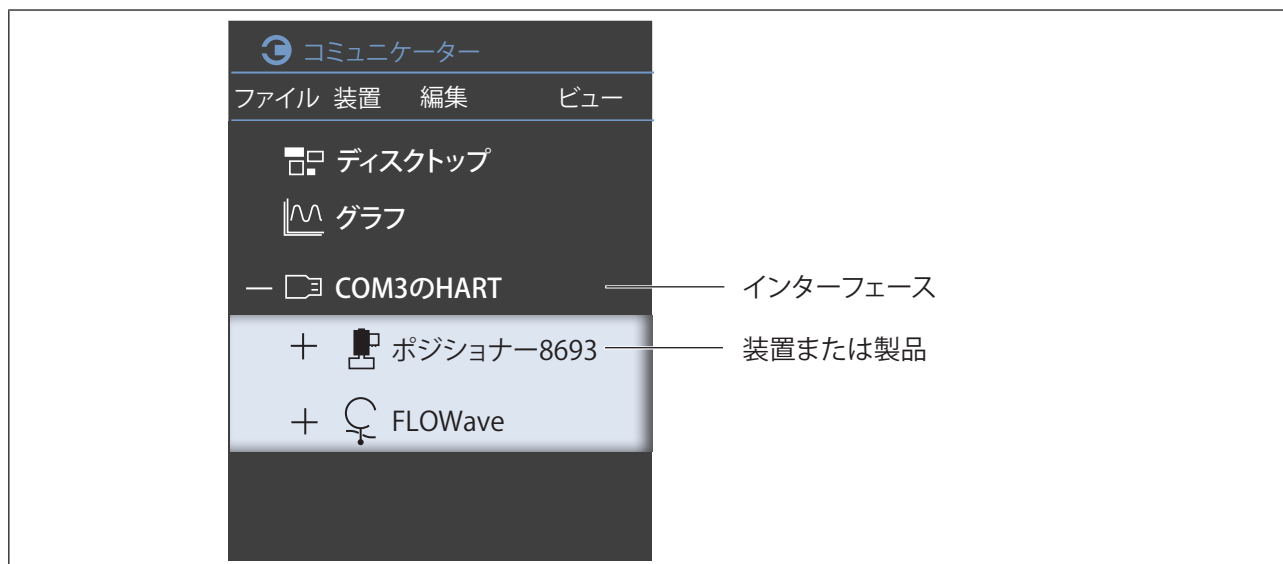 コミュニケーター
ファイル 装置 編集 ビュー
ディスクトップ
グラフ
COM3のHART インターフェース
ポジショナー8693 装置または製品
FLOWave